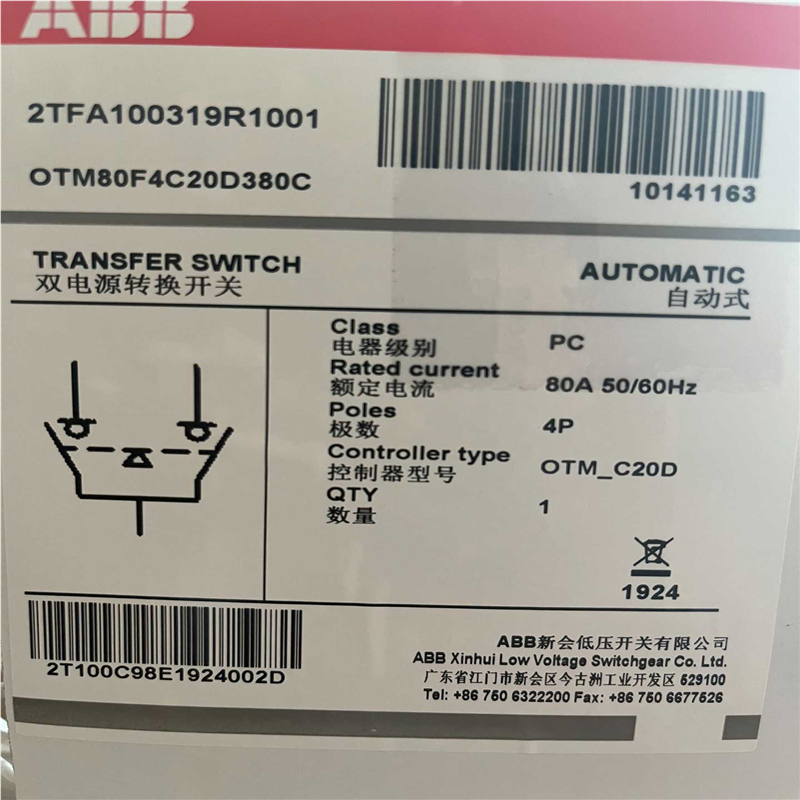 ABB
2TFA100319R1001
OTM80F4C20D380C
10141163
TRANSFER SWITCH
双电源转换开关
AUTOMATIC
自动式
Class
电器级别
PC
Rated current
额定电流
80A 50/60Hz
Poles
极数
4P
Controller type
控制器型号
OTM_C20D
QTY
数量
1
1924
2T100C98E1924002D
ABB新会低压开关有限公司
ABB Xinhui Low Voltage Switchgear Co. Ltd.
广东省江门市新会区今古洲工业开发区 529100
Tel: +86 750 6322200 Fax: +86 750 6677526